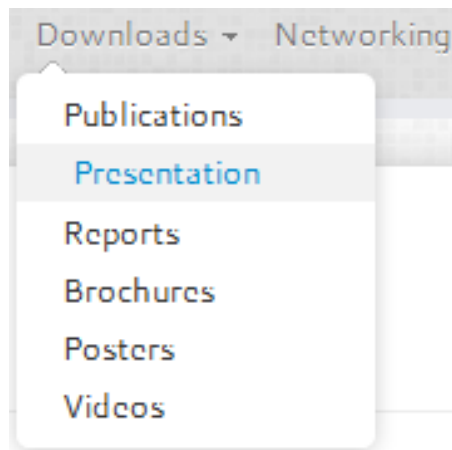 Downloads Networking
Publications
Presentation
Reports
Brochures
Posters
Videos